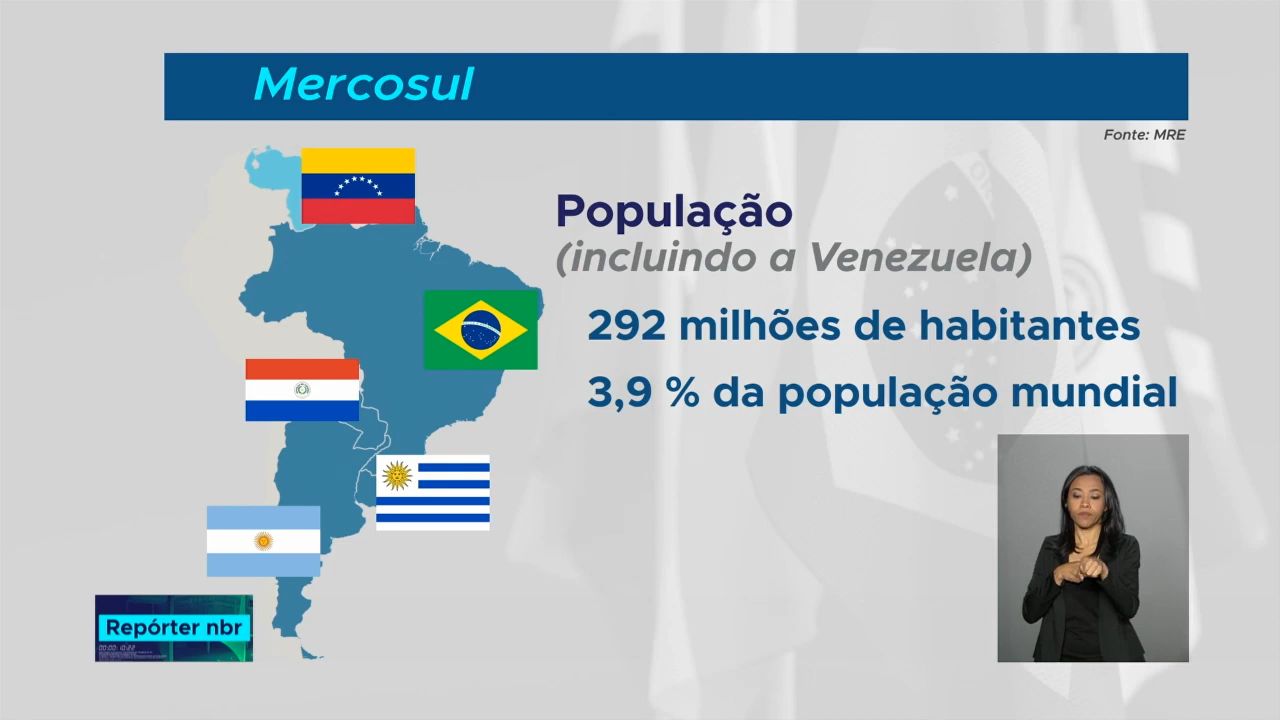 Mercosul
Fonte: MRE
População
(incluindo a Venezuela)
292 milhões de habitantes
3,9 % da população mundial
Repórter nbr